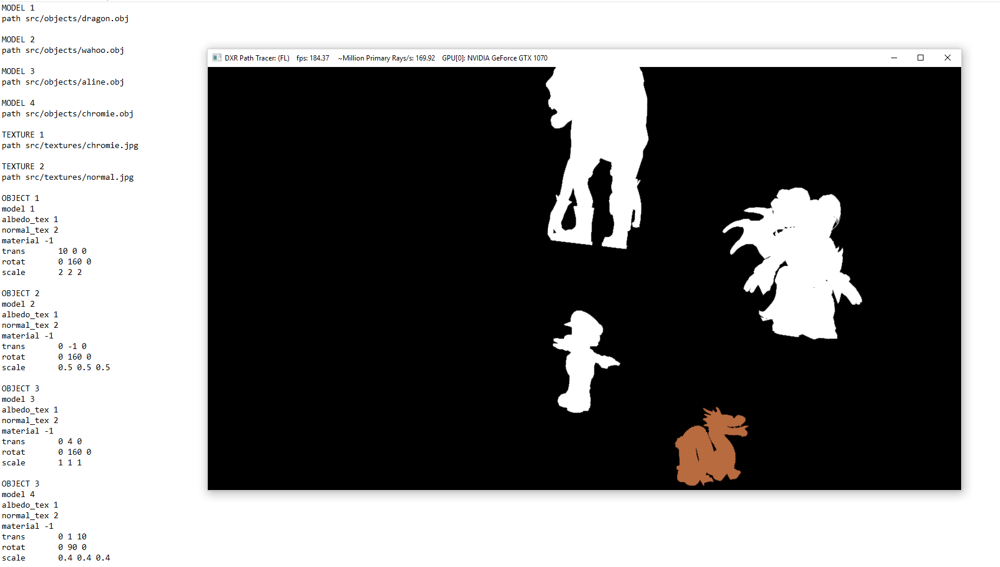 MODEL 1
path src/objects/dragon.obj
MODEL 2
path src/objects/wahoo.obj
MODEL 3
path src/objects/aline.obj
MODEL 4
path src/objects/chromie.obj
TEXTURE 1
path src/textures/chromie.jpg
TEXTURE 2
path src/textures/normal.jpg
OBJECT 1
model 1
albedo_tex 1
normal_tex 2
material -1
trans 10 0 0
rotat 0 160 0
scale 2 2 2
OBJECT 2
model 2
albedo_tex 1
normal_tex 2
material -1
trans 0 -1 0
rotat 0 160 0
scale 0.5 0.5 0.5
OBJECT 3
model 3
albedo_tex 1
normal_tex 2
material -1
trans 0 4 0
rotat 0 160 0
scale 1 1 1
OBJECT 3
model 4
albedo_tex 1
normal_tex 2
material -1
trans 0 1 10
rotat 0 90 0
scale 0.4 0.4 0.4
DXR Path Tracer: (FL) fps: 184.37 ~Million Primary Rays/s: 169.92 GPU[0]: NVIDIA GeForce GTX 1070